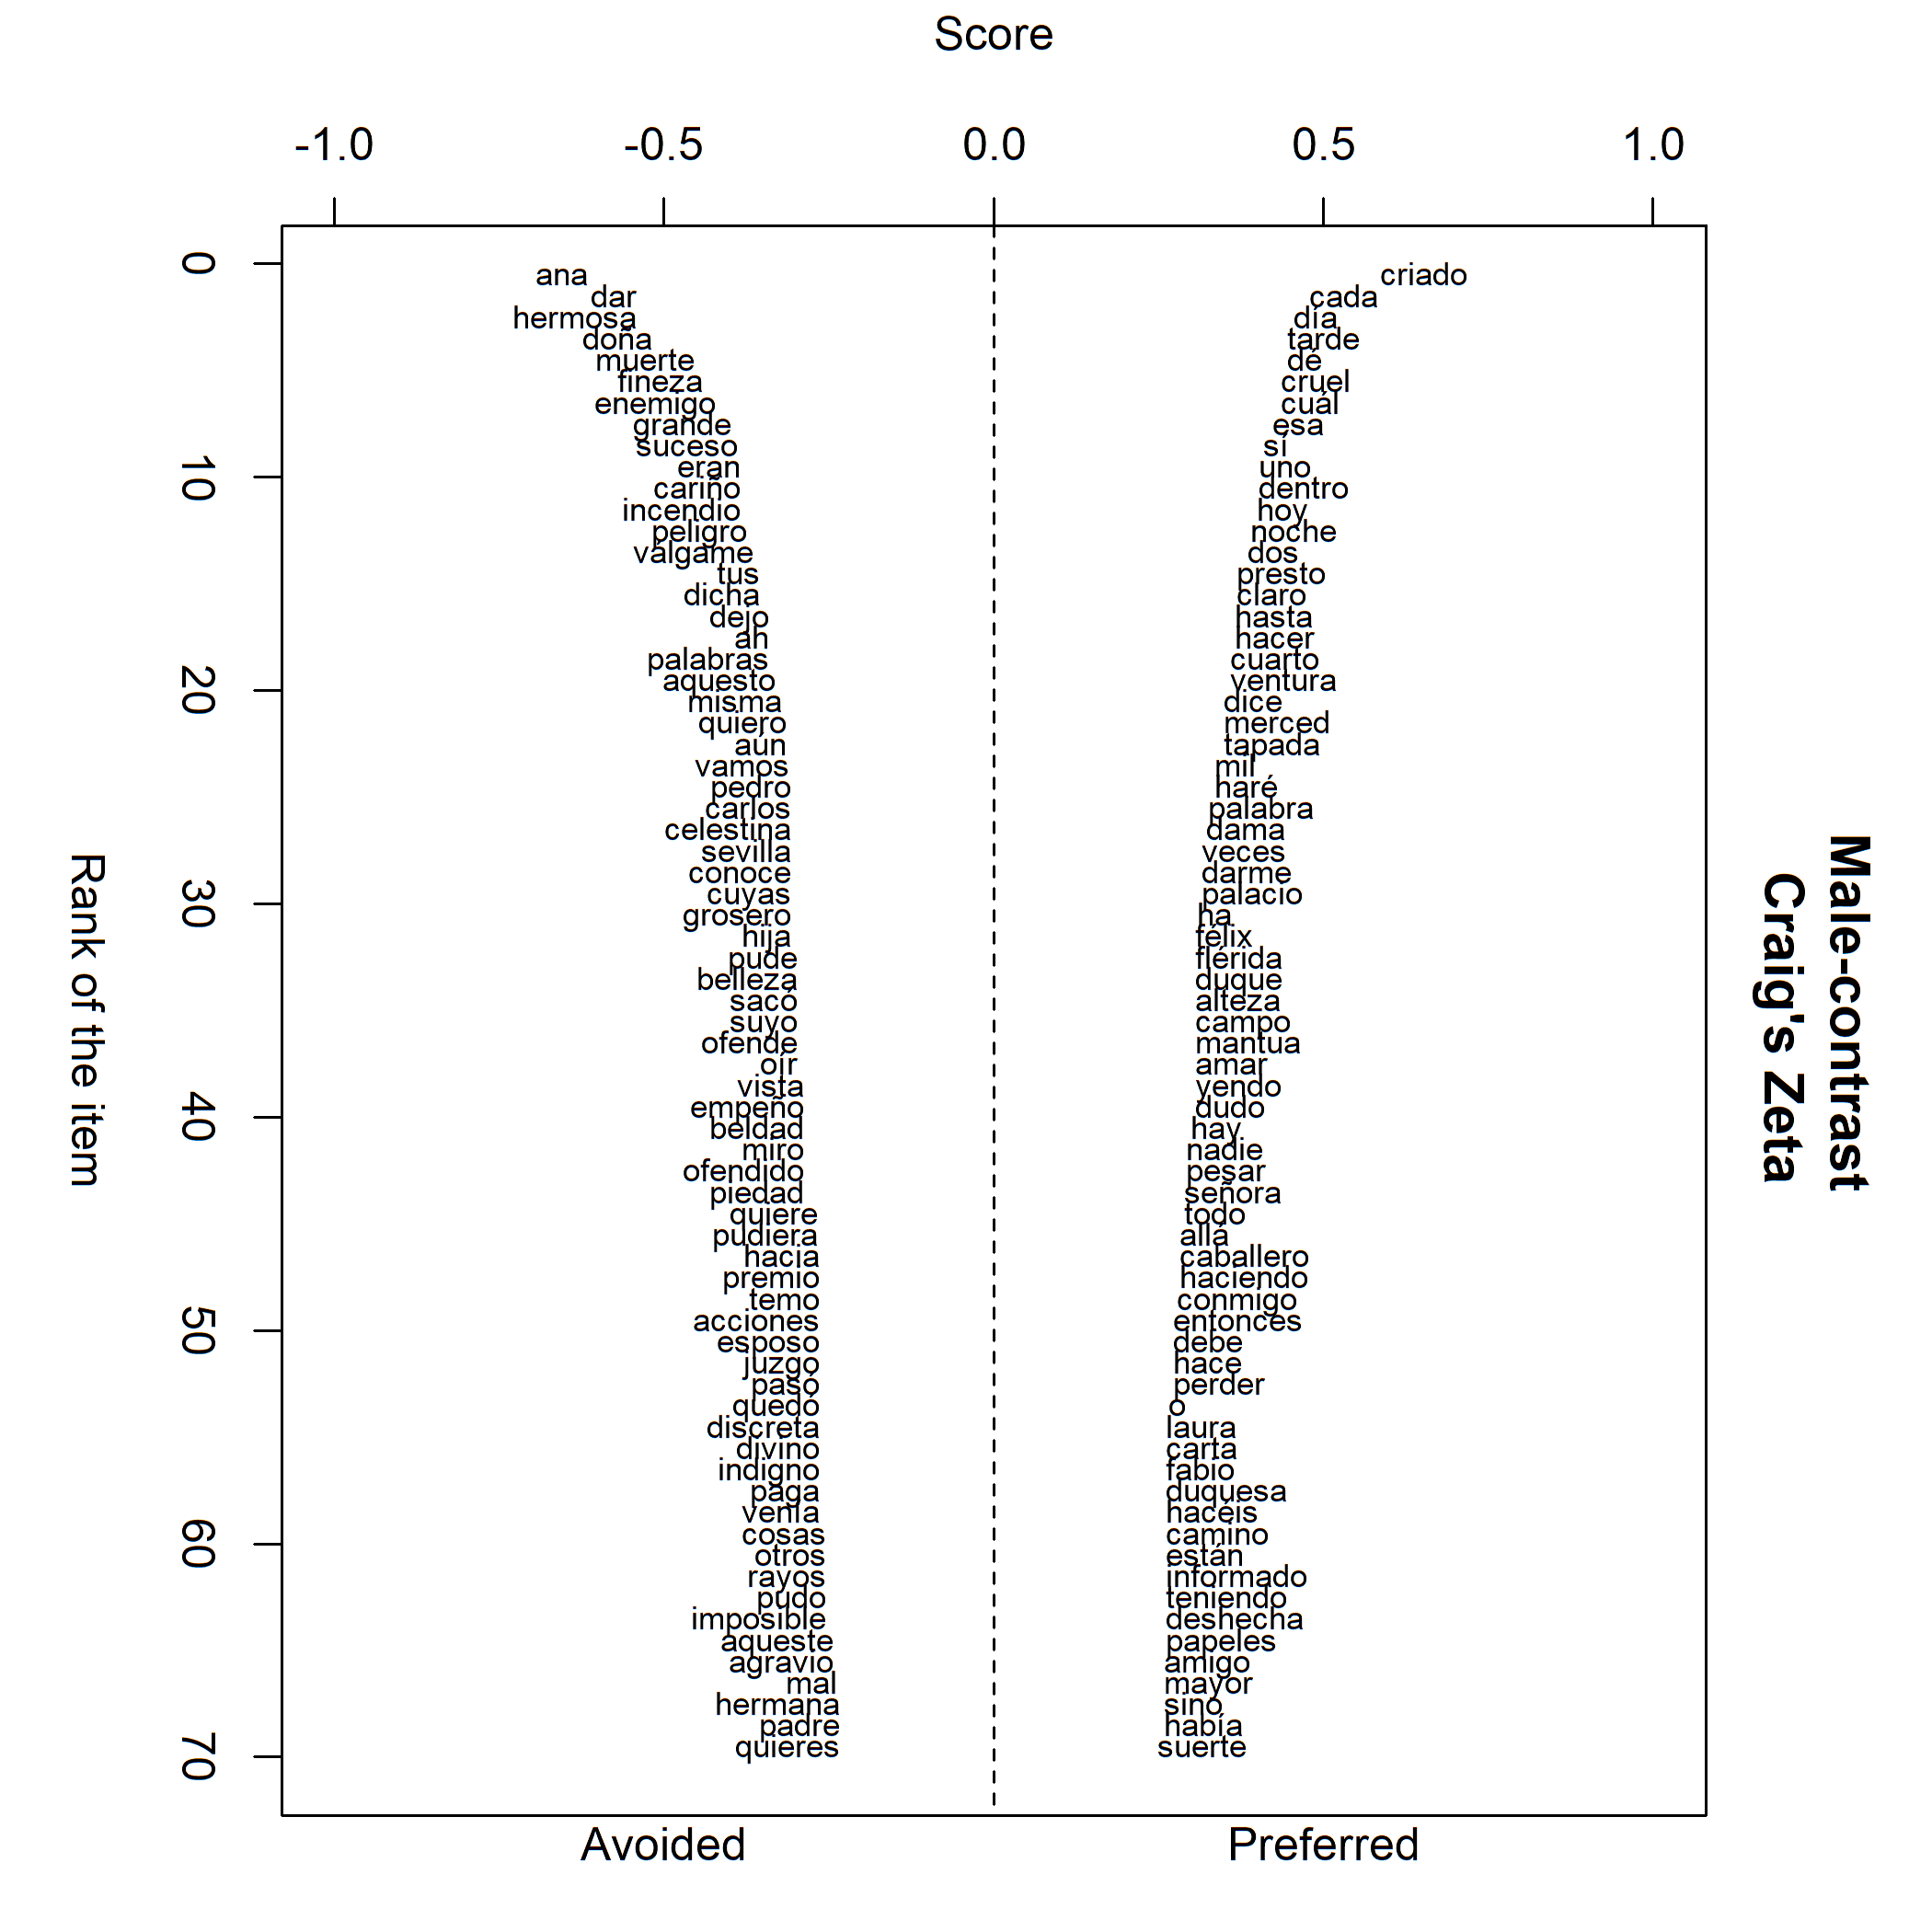 Score
-1.0 -0.5 0.0 0.5 1.0
Male-contrast
Craig's Zeta
Rank of the item
0
10
20
30
40
50
60
70
ana criado
dar cada
hermosa día
doña tarde
muerte dé
fineza cruel
enemigo cuál
grande esa
suceso sí
eran uno
cariño dentro
incendio hoy
peligro noche
válgame dos
tus presto
dicha claro
dejo hasta
ah hacer
palabras cuarto
aquesto ventura
misma dice
quiero merced
aún tapada
vamos mil
pedro haré
carlos palabra
celestina dama
sevilla veces
conoce darme
cuyas palacio
grosero ha
hija félix
pude flérida
belleza duque
sacó alteza
suyo campo
ofende mantua
oír amar
vista yendo
empeño dudo
beldad hay
miro nadie
ofendido pesar
piedad señora
quiere todo
pudiera allá
hacia caballero
premio haciendo
temo conmigo
acciones entonces
esposo debe
juzgo hace
pasó perder
quedó o
discreta laura
divino carta
indigno fabio
paga duquesa
venía hacéis
cosas camino
otros están
rayos informado
pudo teniendo
imposible deshecha
aqueste papeles
agravio amigo
mal mayor
hermana sino
padre había
quieres suerte
Avoided Preferred